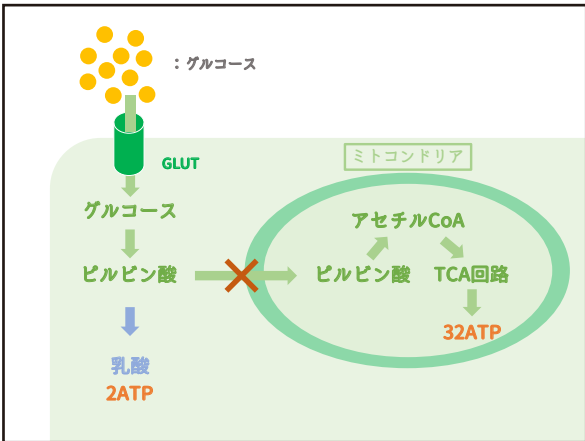 ：グルコース
GLUT
ミトコンドリア
グルコース
アセチルCoA
ピルビン酸
ピルビン酸
TCA回路
32ATP
乳酸
2ATP